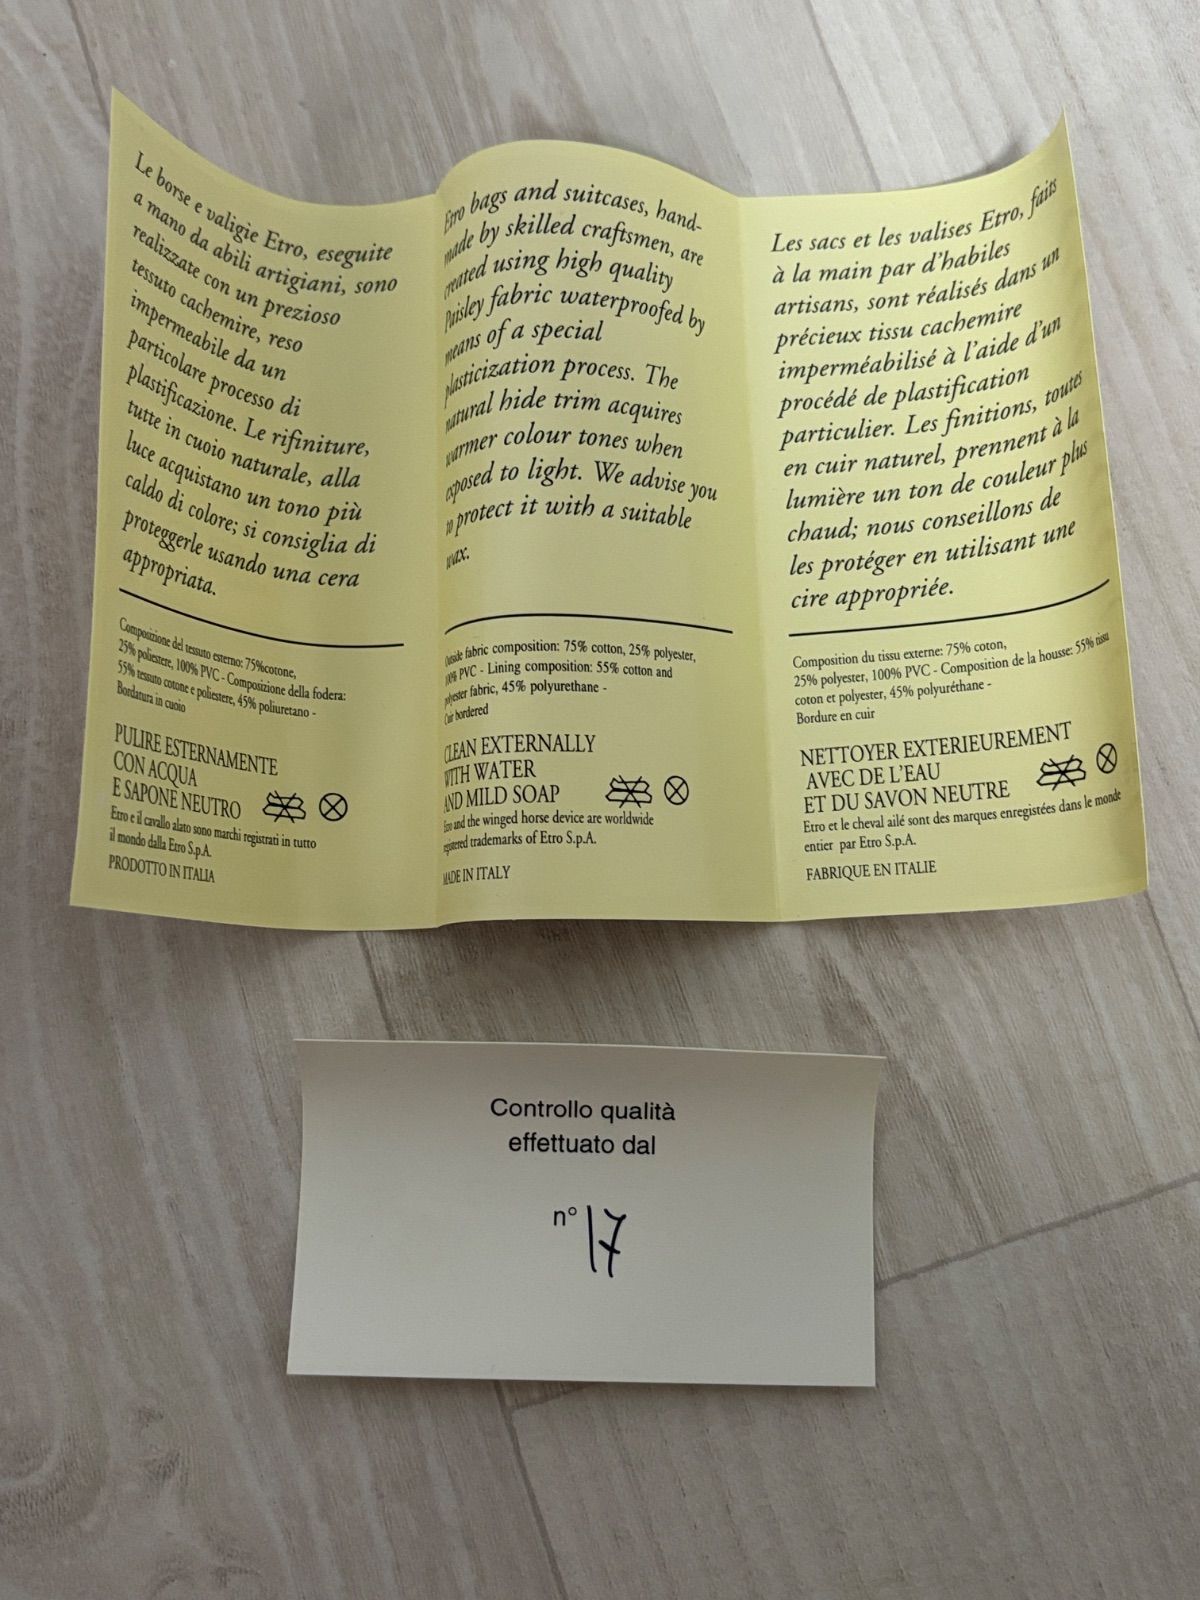 Le borse e valigie Etro, eseguite
a mano da abili artigiani, sono
realizzate con un prezioso
tessuto cachemire, reso
impermeabile da un
particolare processo di
plastificazione. Le rifiniture,
tutte in cuoio naturale, alla
luce acquistano un tono più
caldo di colore; si consiglia di
proteggerle usando una cera
appropriata.
Composizione del tessuto esterno: 75%cotone,
25% poliestere, 100% PVC - Composizione della fodera:
55% tessuto cotone e poliestere, 45% poliuretano -
Bordatura in cuoio
PULIRE ESTERNAMENTE
CON ACQUA
E SAPONE NEUTRO
Etro e il cavallo alato sono marchi registrati in tutto
il mondo dalla Etro S.p.A.
PRODOTTO IN ITALIA
Etro bags and suitcases, hand-
made by skilled craftsmen, are
created using high quality
Paisley fabric waterproofed by
means of a special
plasticization process. The
natural hide trim acquires
warmer colour tones when
exposed to light. We advise you
to protect it with a suitable
wax.
Outside fabric composition: 75% cotton, 25% polyester,
100% PVC - Lining composition: 55% cotton and
polyester fabric, 45% polyurethane -
Cuir bordered
CLEAN EXTERNALLY
WITH WATER
AND MILD SOAP
Etro and the winged horse device are worldwide
registered trademarks of Etro S.p.A.
MADE IN ITALY
Les sacs et les valises Etro, faits
à la main par d'habiles
artisans, sont réalisés dans un
précieux tissu cachemire
imperméabilisé à l'aide d'un
procédé de plastification
particulier. Les finitions, toutes
en cuir naturel, prennent à la
lumière un ton de couleur plus
chaud; nous conseillons de
les protéger en utilisant une
cire appropriée.
Composition du tissu externe: 75% coton,
25% polyester, 100% PVC - Composition de la housse: 55% tissu
coton et polyester, 45% polyuréthane -
Bordure en cuir
NETTOYER EXTERIEUREMENT
AVEC DE L'EAU
ET DU SAVON NEUTRE
Etro et le cheval ailé sont des marques enregistées dans le monde
entier par Etro S.p.A.
FABRIQUE EN ITALIE
Controllo qualità
effettuato dal
n° 17